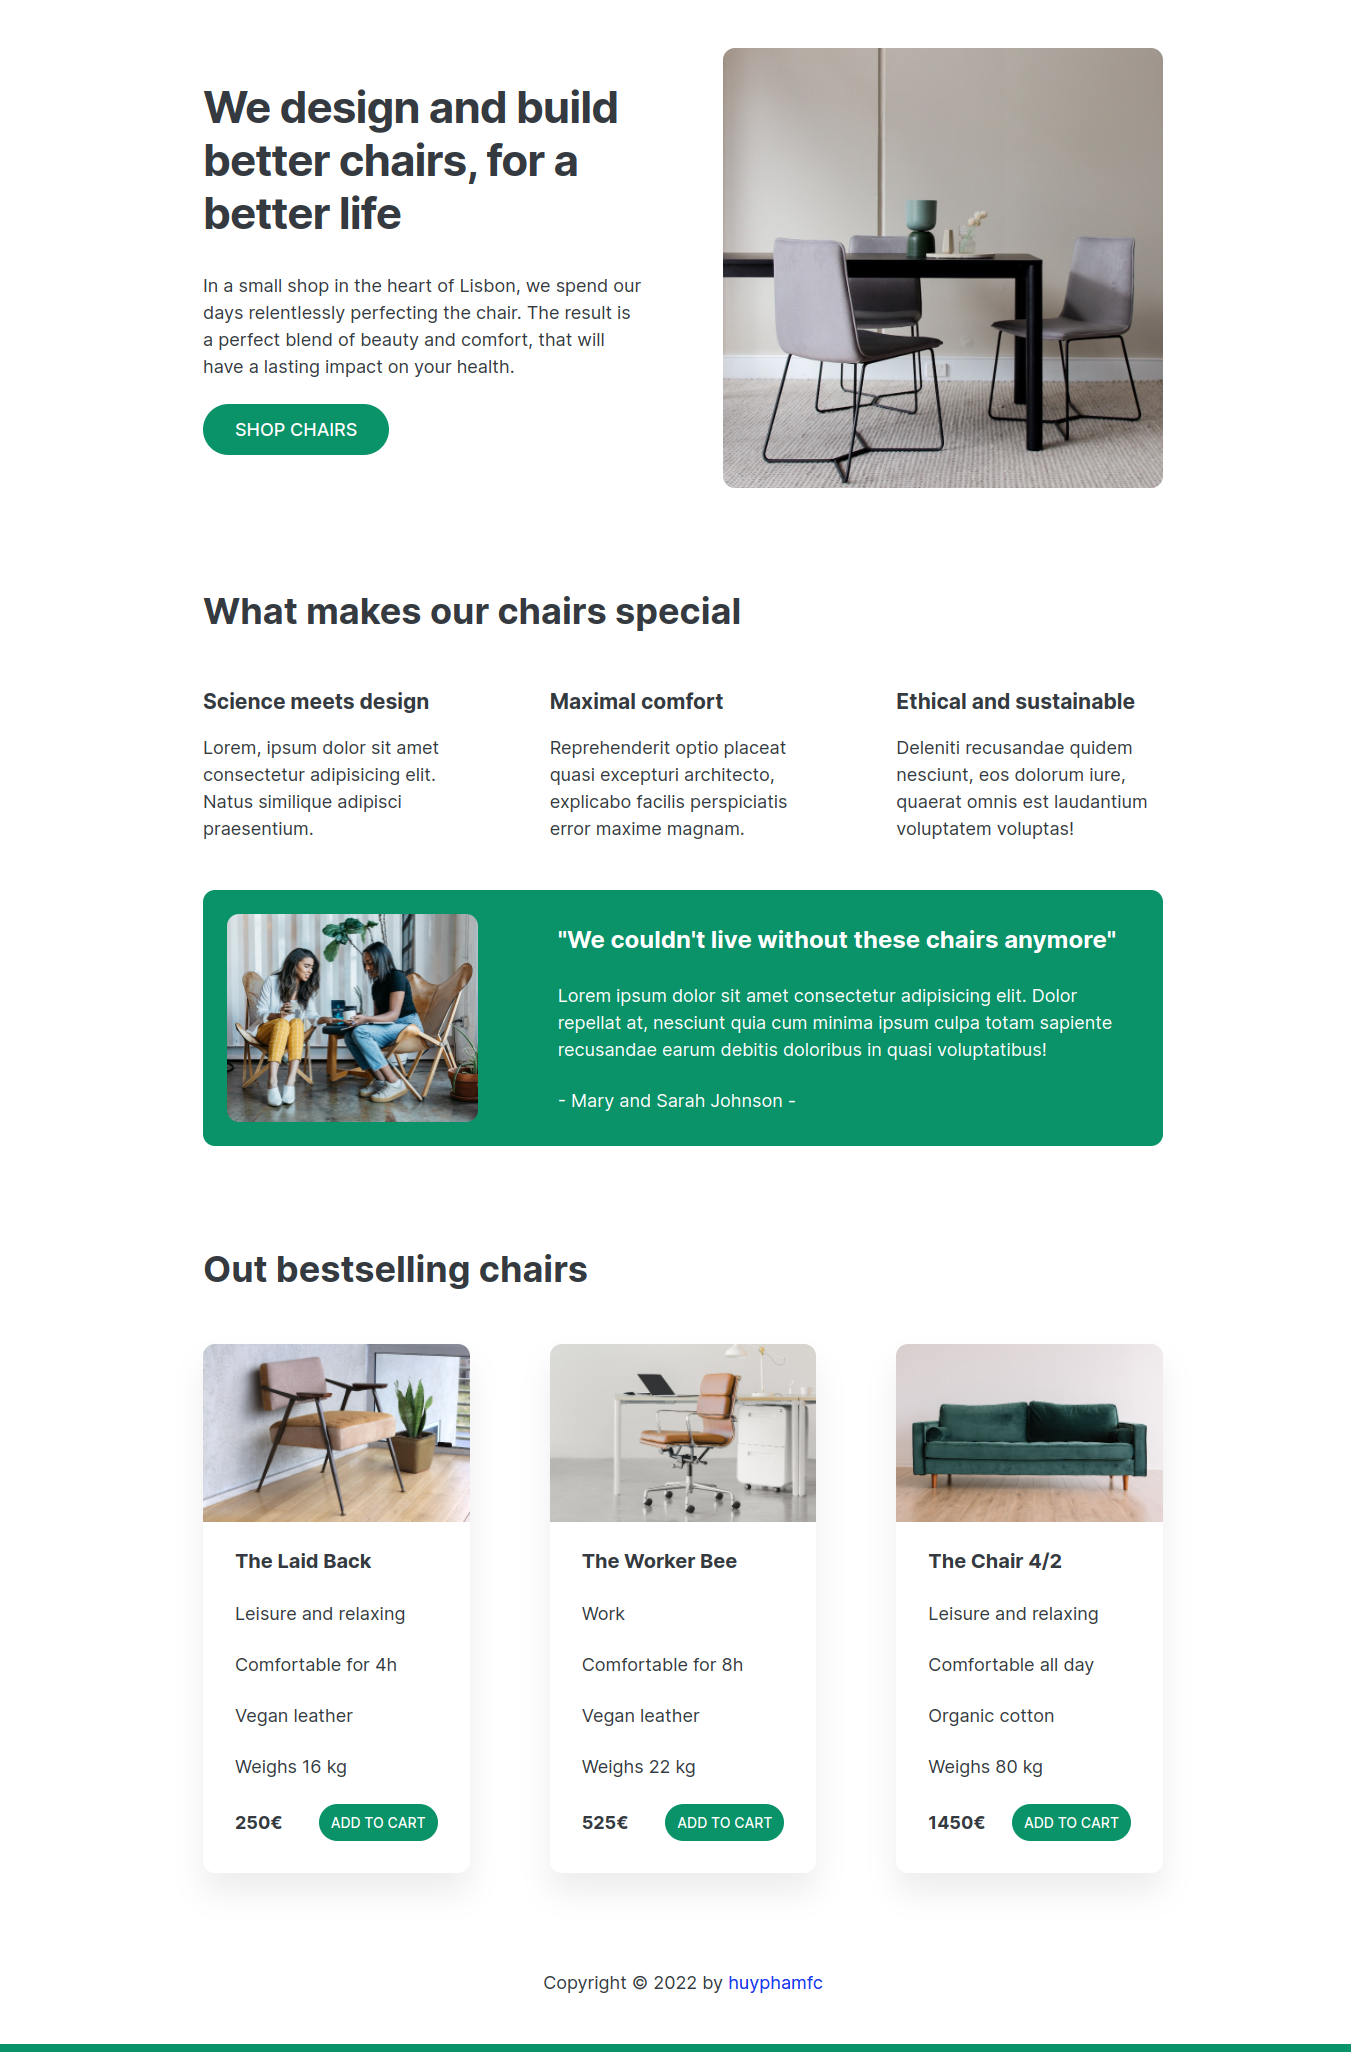 We design and build
better chairs, for a
better life
In a small shop in the heart of Lisbon, we spend our
days relentlessly perfecting the chair. The result is
a perfect blend of beauty and comfort, that will
have a lasting impact on your health.
SHOP CHAIRS
What makes our chairs special
Science meets design
Lorem, ipsum dolor sit amet
consectetur adipisicing elit.
Natus similique adipisci
praesentium.
Maximal comfort
Reprehenderit optio placeat
quasi excepturi architecto,
explicabo facilis perspiciatis
error maxime magnam.
Ethical and sustainable
Deleniti recusandae quidem
nesciunt, eos dolorum iure,
quaerat omnis est laudantium
voluptatem voluptas!
"We couldn't live without these chairs anymore"
Lorem ipsum dolor sit amet consectetur adipisicing elit. Dolor
repellat at, nesciunt quia cum minima ipsum culpa totam sapiente
recusandae earum debitis doloribus in quasi voluptatibus!
- Mary and Sarah Johnson -
Out bestselling chairs
The Laid Back
Leisure and relaxing
Comfortable for 4h
Vegan leather
Weighs 16 kg
250€ ADD TO CART
The Worker Bee
Work
Comfortable for 8h
Vegan leather
Weighs 22 kg
525€ ADD TO CART
The Chair 4/2
Leisure and relaxing
Comfortable all day
Organic cotton
Weighs 80 kg
1450€ ADD TO CART
Copyright © 2022 by huyphamfc